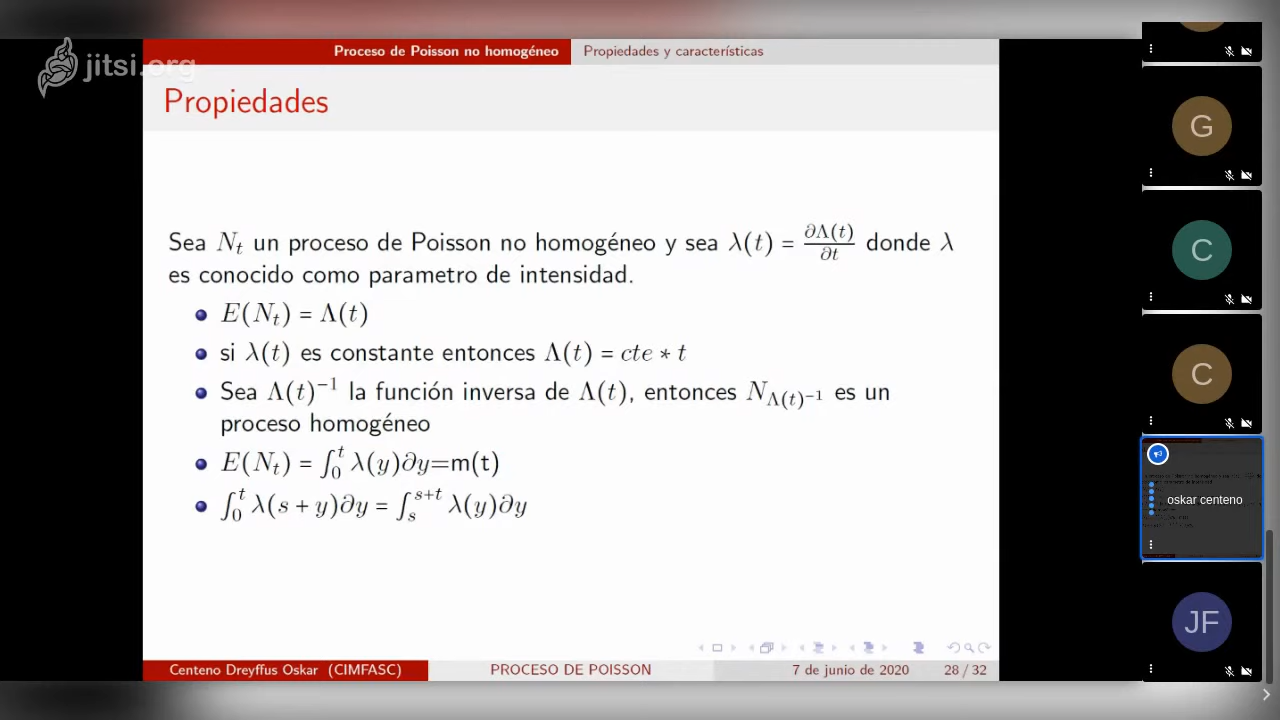 jitsi.org
Proceso de Poisson no homogéneo Propiedades y características
Propiedades
Sea N_t un proceso de Poisson no homogéneo y sea λ(t) = ∂Λ(t)/∂t donde λ
es conocido como parametro de intensidad.
E(N_t) = Λ(t)
si λ(t) es constante entonces Λ(t) = cte * t
Sea Λ(t)^{-1} la función inversa de Λ(t), entonces N_{Λ(t)^{-1}} es un
proceso homogéneo
E(N_t) = ∫_0^t λ(y)∂y=m(t)
∫_0^t λ(s + y)∂y = ∫_s^{s+t} λ(y)∂y
Centeno Dreyffus Oskar (CIMFASC) PROCESO DE POISSON 7 de junio de 2020 28 / 32
G
C
C
oskar centeno
JF